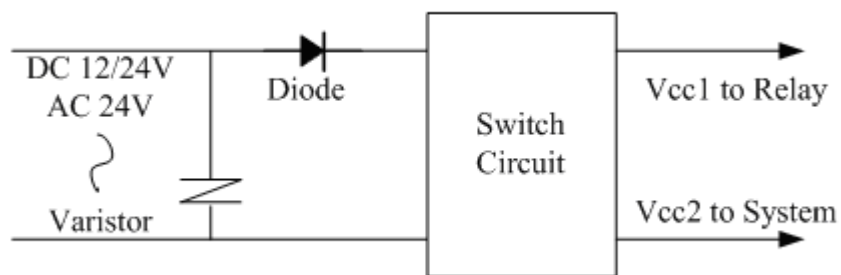 DC 12/24V
AC 24V
Varistor
Diode
Switch
Circuit
Vcc1 to Relay
Vcc2 to System